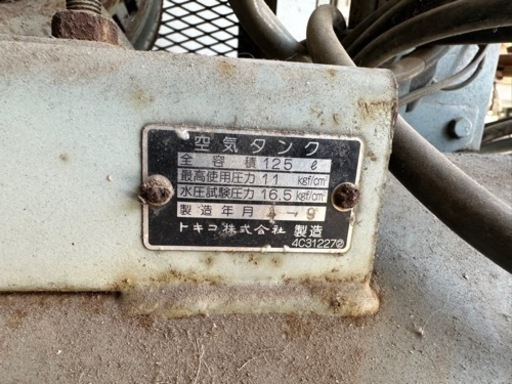 空気タンク
全容積 125 ℓ
最高使用圧力 11 kgf/cm²
水圧試験圧力 16.5 kgf/cm²
製造年月 4-9
トキコ株式会社 製造
4C31227②